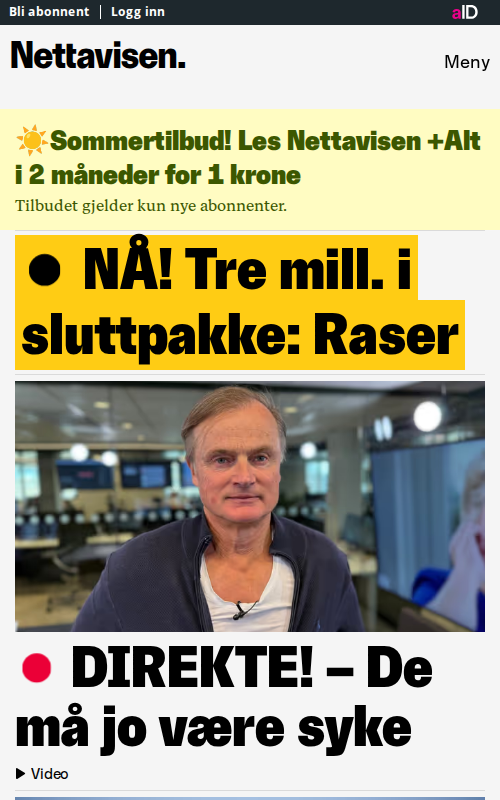 Bli abonnent | Logg inn
aID
Nettavisen.
Meny
☀️Sommertilbud! Les Nettavisen +Alt
i 2 måneder for 1 krone
Tilbudet gjelder kun nye abonnenter.
● NÅ! Tre mill. i
sluttpakke: Raser
● DIREKTE! – De
må jo være syke
Video